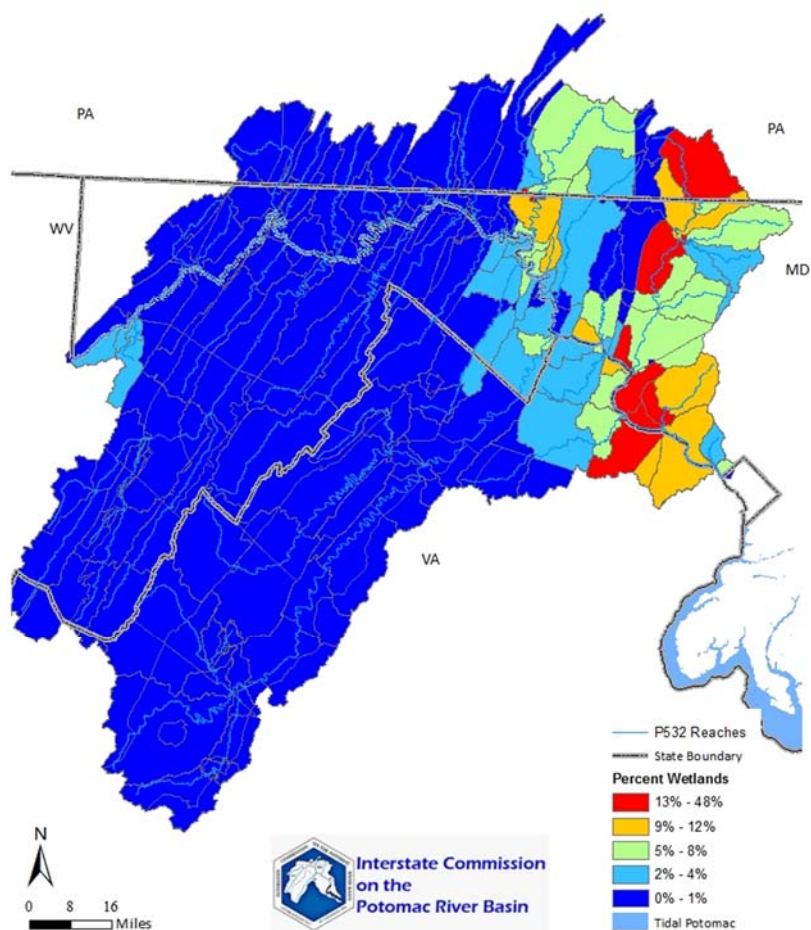 PA
PA
WV
MD
VA
P532 Reaches
State Boundary
Percent Wetlands
13% - 48%
9% - 12%
5% - 8%
2% - 4%
0% - 1%
Tidal Potomac
N
0 8 16
Miles
Interstate Commission
on the
Potomac River Basin